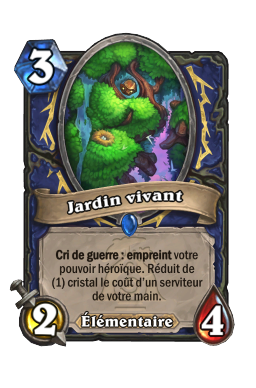 3
Jardin vivant
Cri de guerre : empreint votre
pouvoir héroïque. Réduit de
(1) cristal le coût d'un serviteur
de votre main.
2
Élémentaire
4